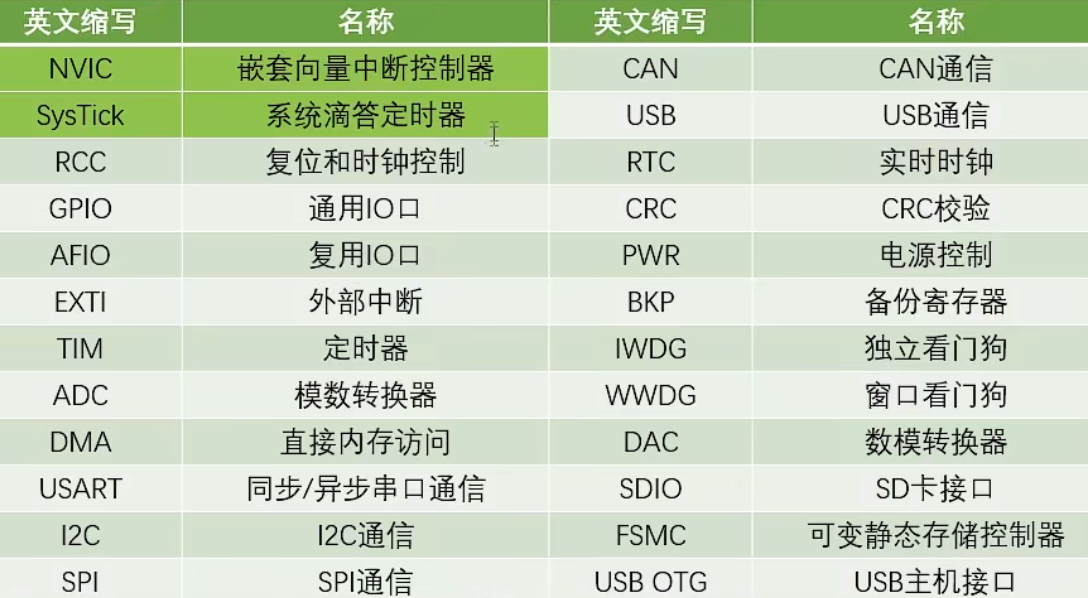 英文缩写 名称 英文缩写 名称
NVIC 嵌套向量中断控制器 CAN CAN通信
SysTick 系统滴答定时器 USB USB通信
RCC 复位和时钟控制 RTC 实时时钟
GPIO 通用IO口 CRC CRC校验
AFIO 复用IO口 PWR 电源控制
EXTI 外部中断 BKP 备份寄存器
TIM 定时器 IWDG 独立看门狗
ADC 模数转换器 WWDG 窗口看门狗
DMA 直接内存访问 DAC 数模转换器
USART 同步/异步串口通信 SDIO SD卡接口
I2C I2C通信 FSMC 可变静态存储控制器
SPI SPI通信 USB OTG USB主机接口